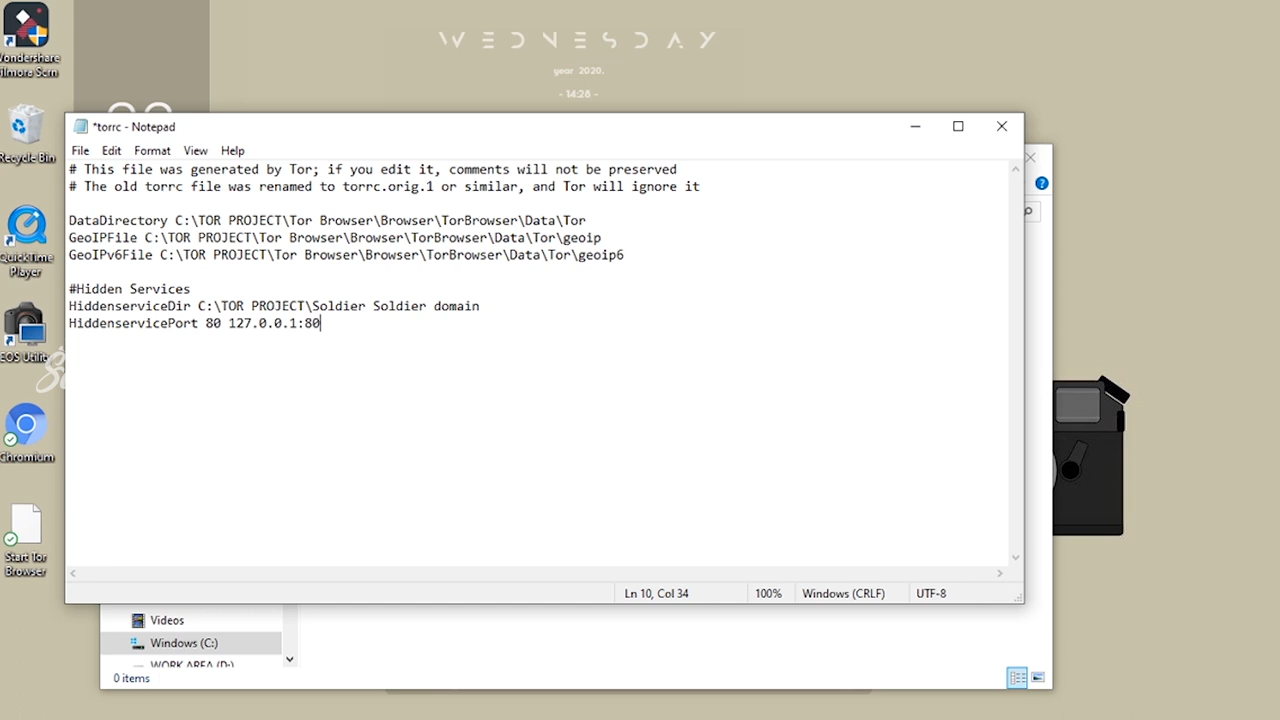 WEDNESDAY
year 2020.
- 14:28 -
Wondershare
Filmora Scrn
Recycle Bin
QuickTime
Player
EOS Utility
Chromium
Start Tor
Browser
*torrc - Notepad
File Edit Format View Help
# This file was generated by Tor; if you edit it, comments will not be preserved
# The old torrc file was renamed to torrc.orig.1 or similar, and Tor will ignore it
DataDirectory C:\TOR PROJECT\Tor Browser\Browser\TorBrowser\Data\Tor
GeoIPFile C:\TOR PROJECT\Tor Browser\Browser\TorBrowser\Data\Tor\geoip
GeoIPv6File C:\TOR PROJECT\Tor Browser\Browser\TorBrowser\Data\Tor\geoip6
#Hidden Services
HiddenserviceDir C:\TOR PROJECT\Soldier Soldier domain
HiddenservicePort 80 127.0.0.1:80
Ln 10, Col 34 100% Windows (CRLF) UTF-8
Videos
Windows (C:)
WORK AREA (D:)
0 items